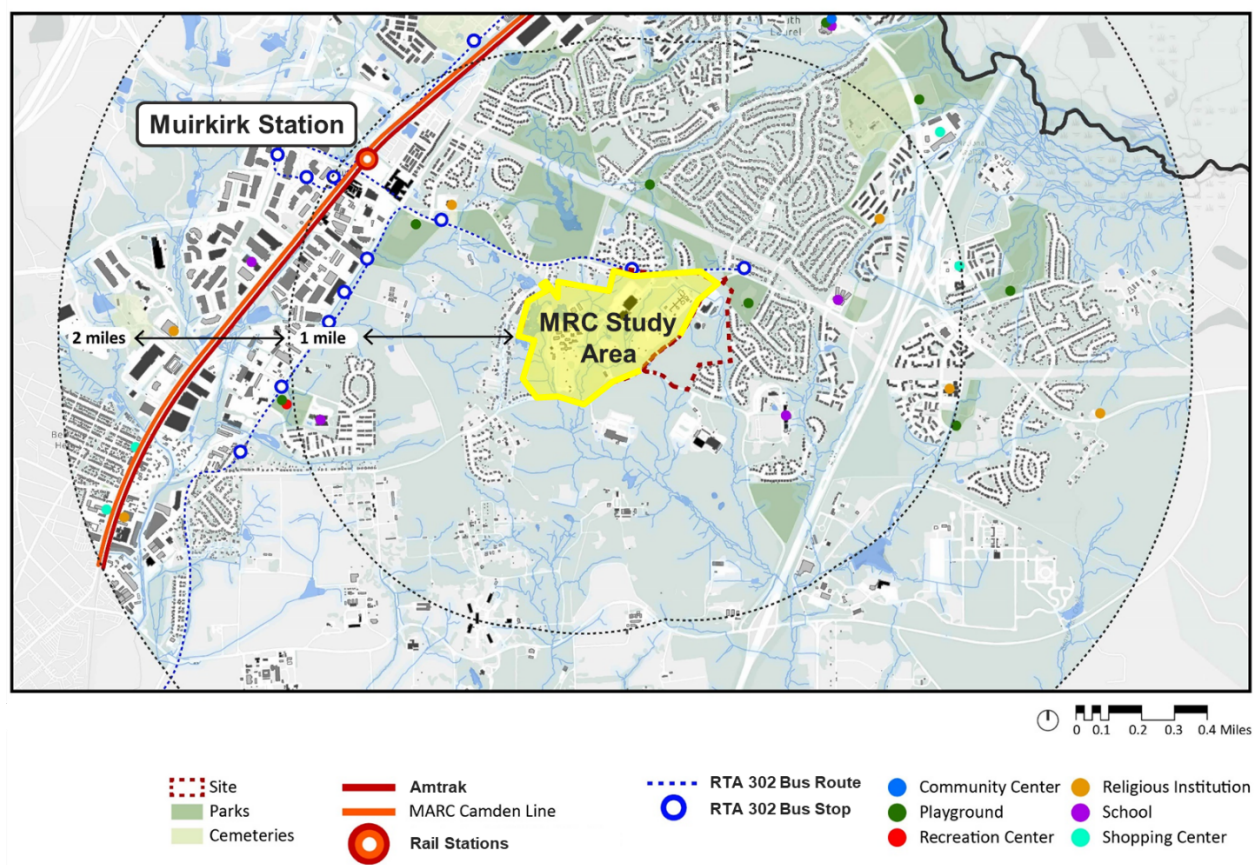 Laurel
Muirkirk Station
2 miles
1 mile
MRC Study
Area
0 0.1 0.2 0.3 0.4 Miles
Site
Parks
Cemeteries
Amtrak
MARC Camden Line
Rail Stations
RTA 302 Bus Route
RTA 302 Bus Stop
Community Center
Playground
Recreation Center
Religious Institution
School
Shopping Center